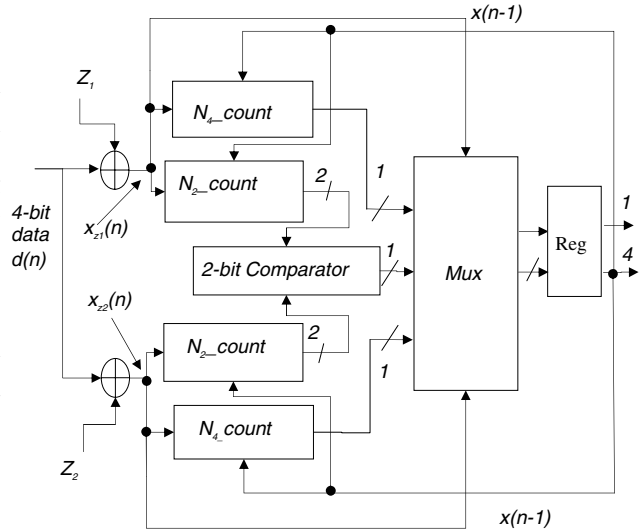 x(n-1)
Z1
N4_count
1
N2_count
2
1
4-bit
data
d(n)
xz1(n)
2-bit Comparator
1
Mux
Reg
4
xz2(n)
N2_count
2
1
N4_count
Z2
x(n-1)